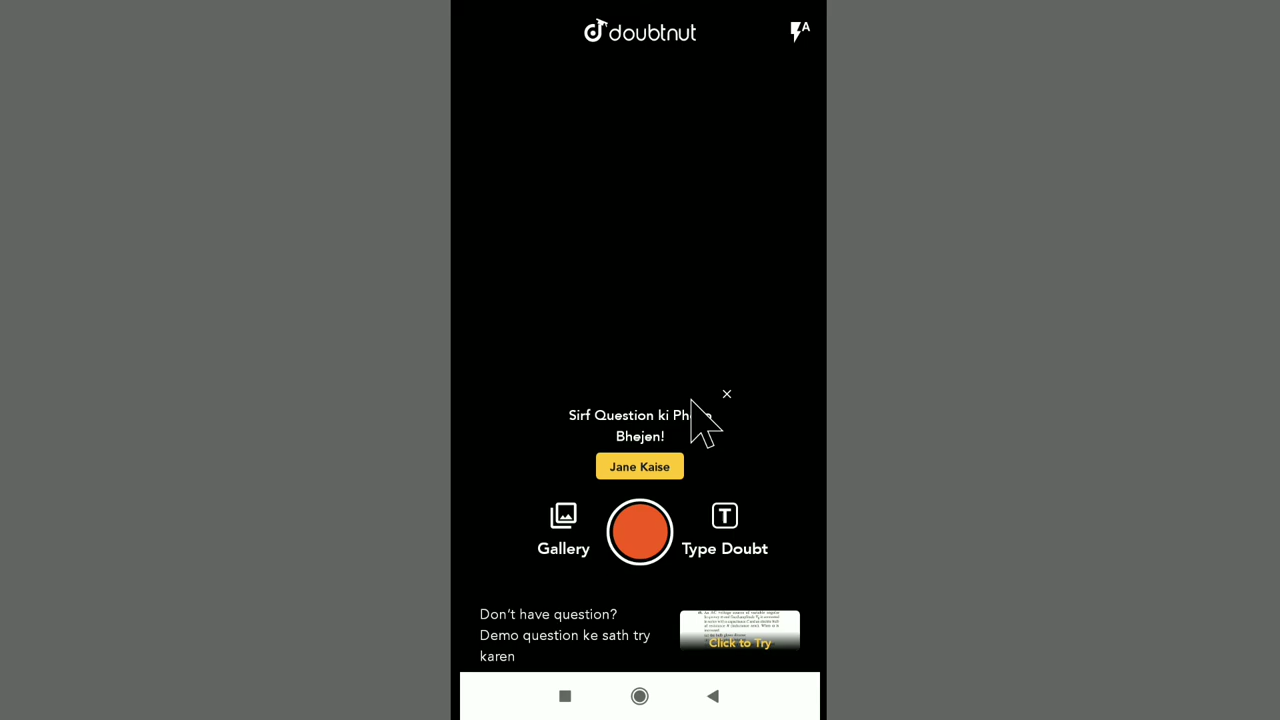 doubtnut
A
Sirf Question ki Ph
Bhejen!
Jane Kaise
T
Gallery
Type Doubt
Don't have question?
Demo question ke sath try
karen
Click to Try